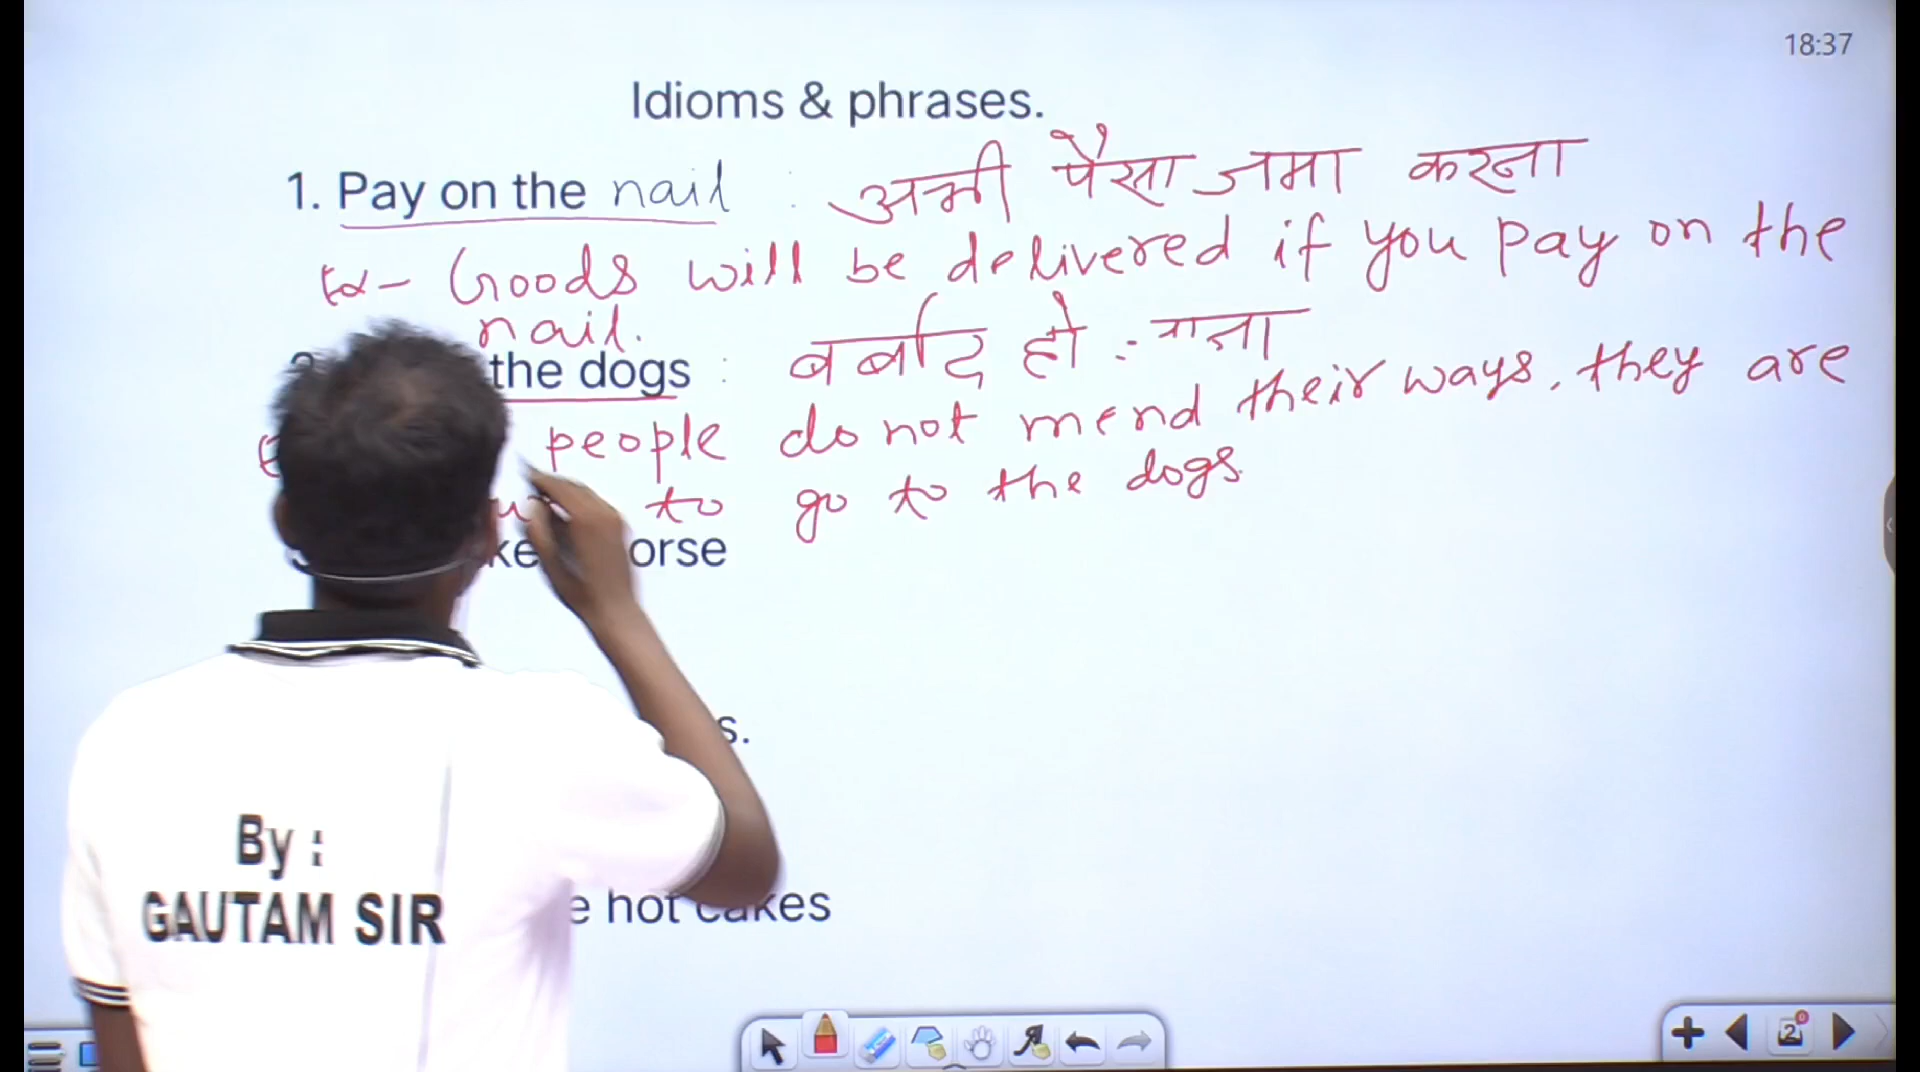 18:37
Idioms & phrases.
1. Pay on the nail : अभी पैसा जमा करना
Ex- Goods will be delivered if you pay on the
nail.
the dogs : बर्बाद हो जाना
people do not mend their ways, they are
to go to the dogs.
ke orse
s.
e hot cakes
By :
GAUTAM SIR
2